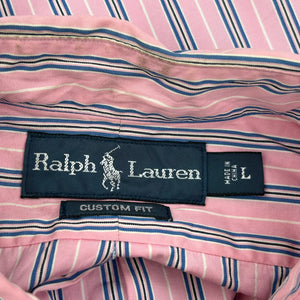 Ralph Lauren
MADE IN
CHINA
L
CUSTOM FIT